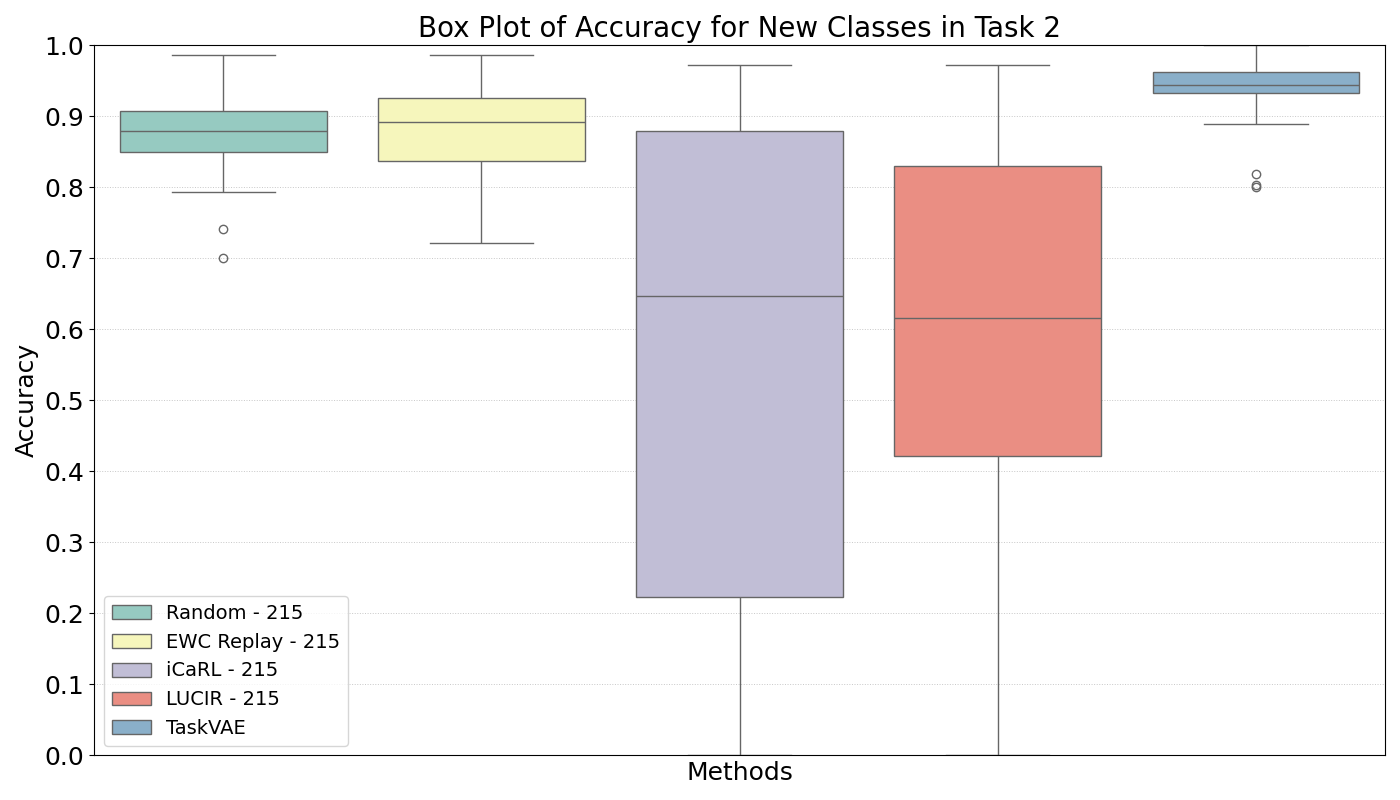 Box Plot of Accuracy for New Classes in Task 2
1.0
0.9
0.8
0.7
0.6
0.5
0.4
0.3
0.2
0.1
0.0
Accuracy
Random - 215
EWC Replay - 215
iCaRL - 215
LUCIR - 215
TaskVAE
Methods